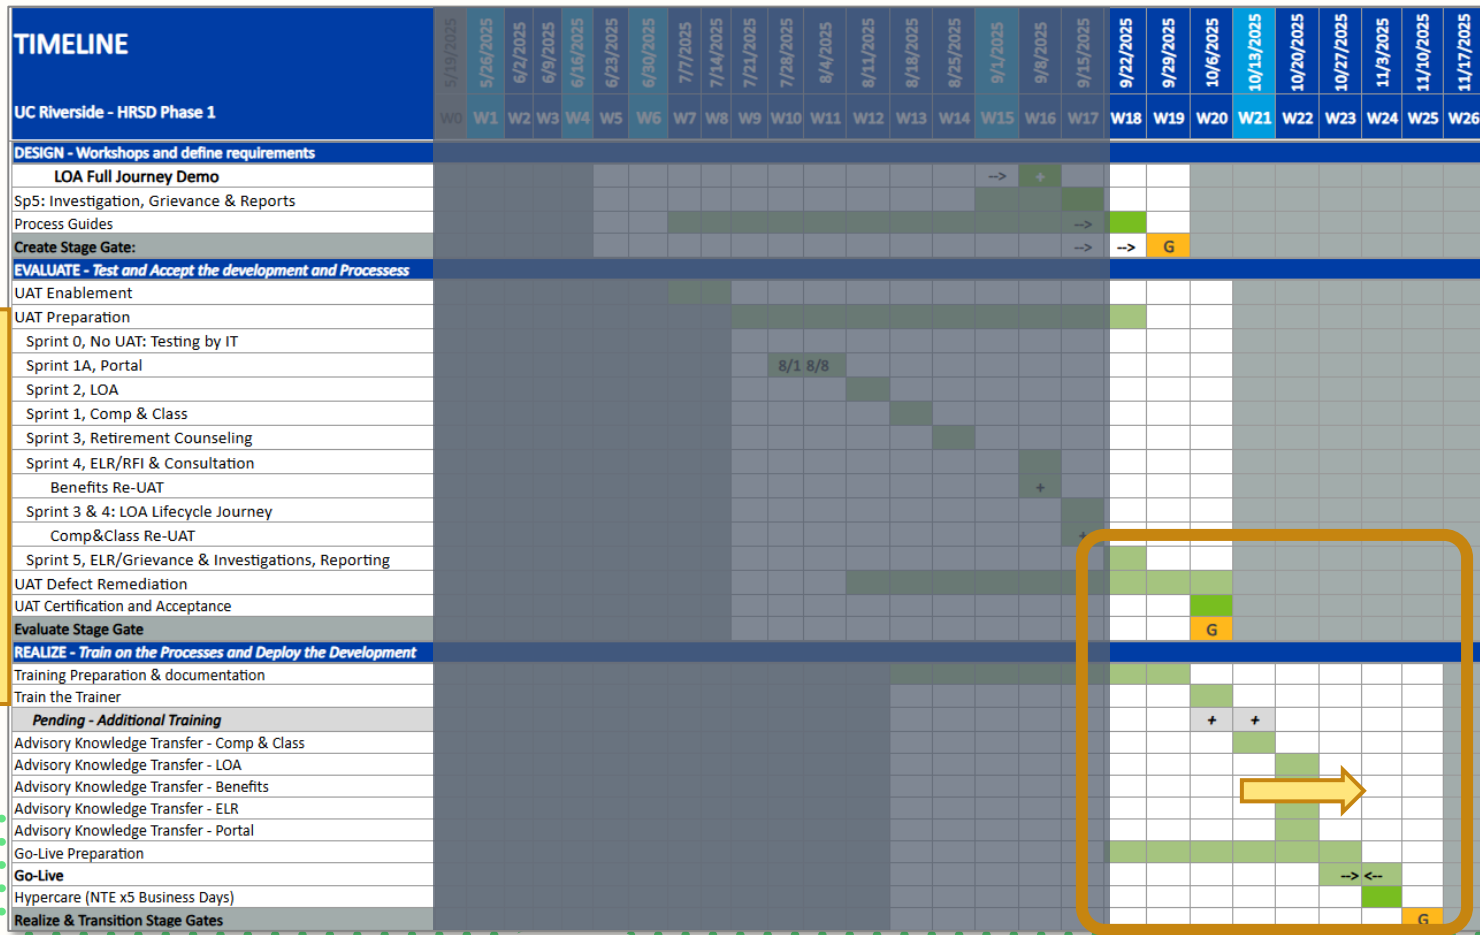 TIMELINE
UC Riverside - HRSD Phase 1
5/19/2025 5/26/2025 6/2/2025 6/9/2025 6/16/2025 6/23/2025 6/30/2025 7/7/2025 7/14/2025 7/21/2025 7/28/2025 8/4/2025 8/11/2025 8/18/2025 8/25/2025 9/1/2025 9/8/2025 9/15/2025 9/22/2025 9/29/2025 10/6/2025 10/13/2025 10/20/2025 10/27/2025 11/3/2025 11/10/2025 11/17/2025
W0 W1 W2 W3 W4 W5 W6 W7 W8 W9 W10 W11 W12 W13 W14 W15 W16 W17 W18 W19 W20 W21 W22 W23 W24 W25 W26
DESIGN - Workshops and define requirements
LOA Full Journey Demo --> +
Sp5: Investigation, Grievance & Reports
Process Guides -->
Create Stage Gate: --> --> G
EVALUATE - Test and Accept the development and Processess
UAT Enablement
UAT Preparation
Sprint 0, No UAT: Testing by IT
Sprint 1A, Portal 8/1 8/8
Sprint 2, LOA
Sprint 1, Comp & Class
Sprint 3, Retirement Counseling
Sprint 4, ELR/RFI & Consultation
Benefits Re-UAT +
Sprint 3 & 4: LOA Lifecycle Journey
Comp&Class Re-UAT +
Sprint 5, ELR/Grievance & Investigations, Reporting
UAT Defect Remediation
UAT Certification and Acceptance
Evaluate Stage Gate G
REALIZE - Train on the Processes and Deploy the Development
Training Preparation & documentation
Train the Trainer
Pending - Additional Training + +
Advisory Knowledge Transfer - Comp & Class
Advisory Knowledge Transfer - LOA
Advisory Knowledge Transfer - Benefits
Advisory Knowledge Transfer - ELR
Advisory Knowledge Transfer - Portal
Go-Live Preparation
Go-Live --> <--
Hypercare (NTE x5 Business Days)
Realize & Transition Stage Gates G